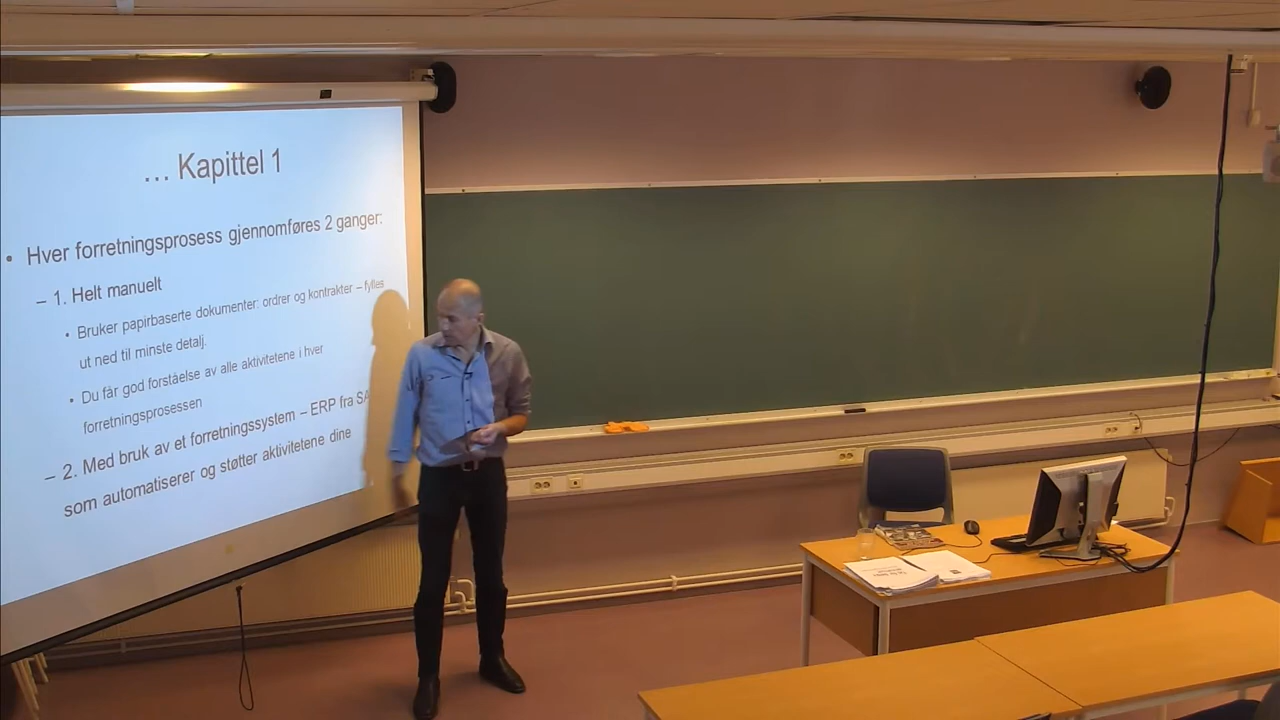 ... Kapittel 1
• Hver forretningsprosess gjennomføres 2 ganger:
– 1. Helt manuelt
• Bruker papirbaserte dokumenter: ordrer og kontrakter – fylles
ut ned til minste detalj.
• Du får god forståelse av alle aktivitetene i hver
forretningsprosessen
– 2. Med bruk av et forretningssystem – ERP fra
som automatiserer og støtter aktivitetene dine